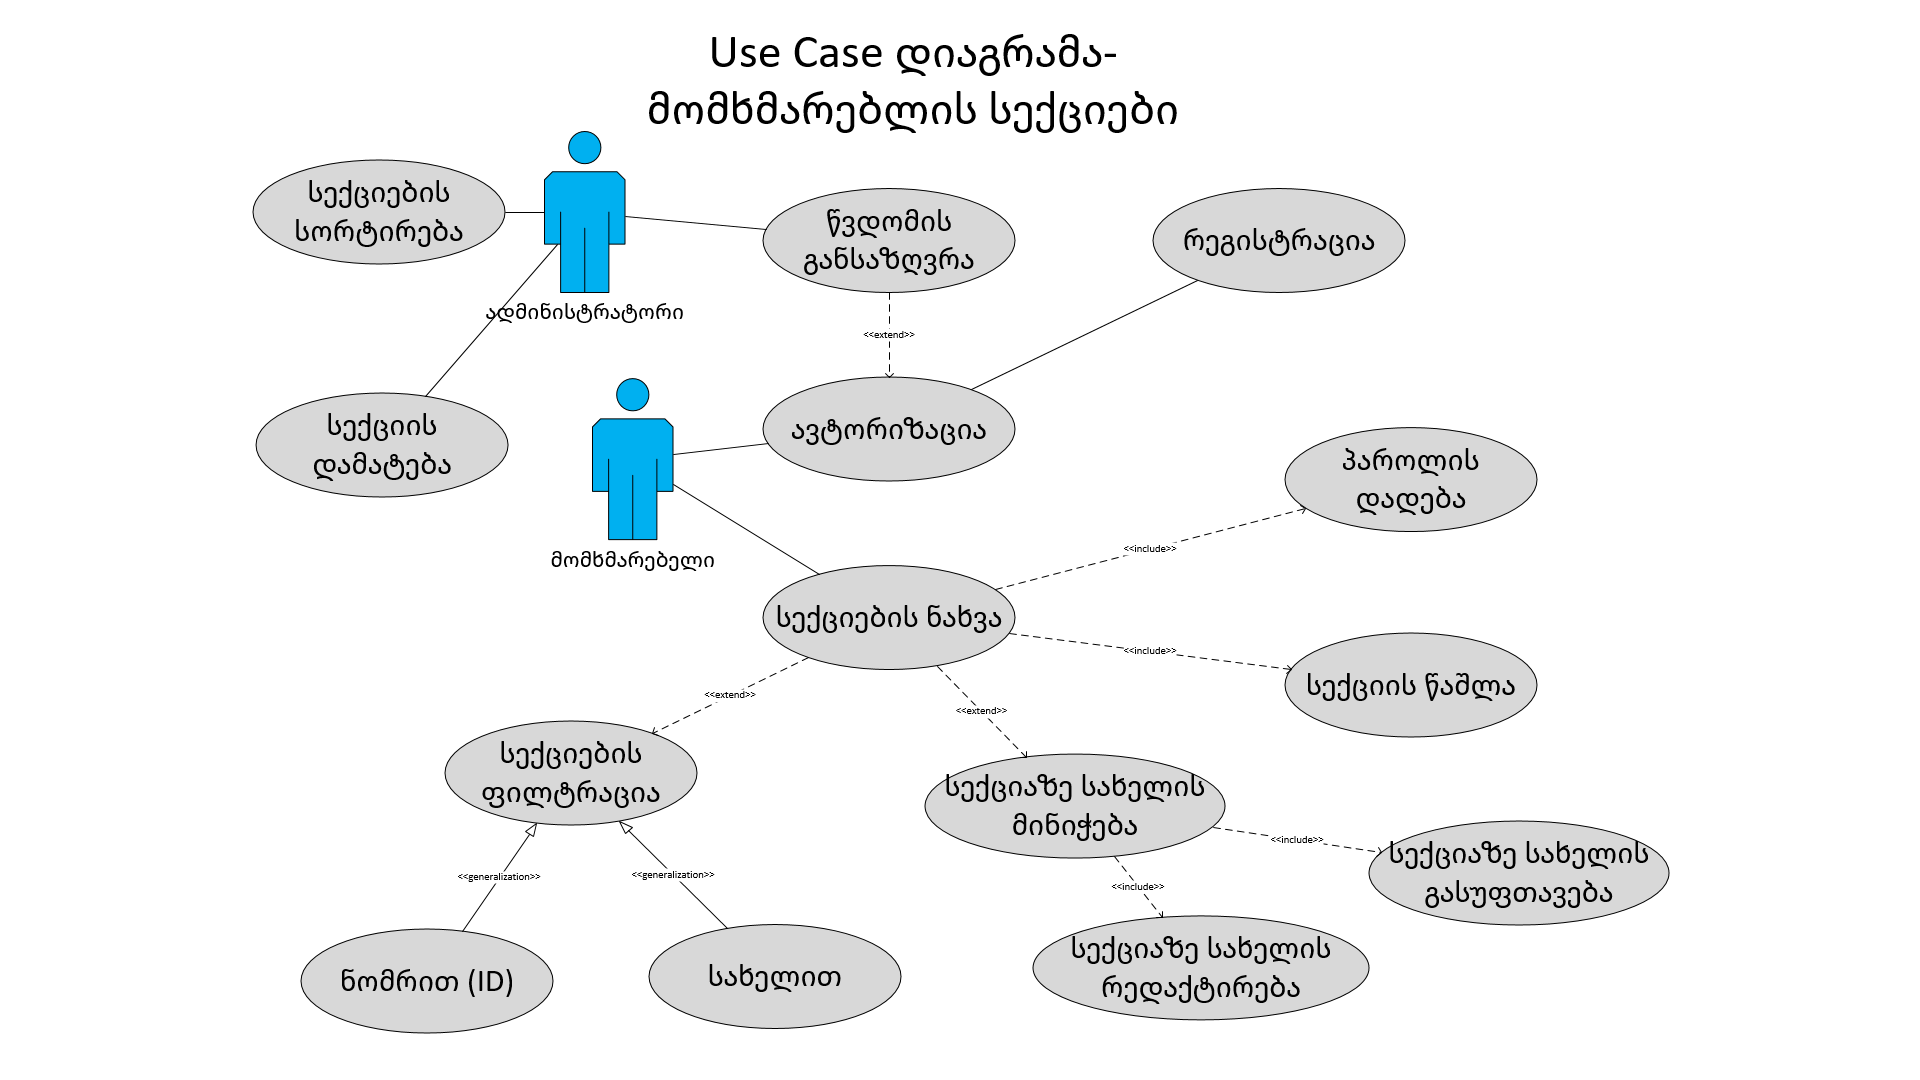 Use Case დიაგრამა-
მომხმარებლის სექციები
სექციების
სორტირება
ადმინისტრატორი
წვდომის
განსაზღვრა
რეგისტრაცია
<<extend>>
სექციის
დამატება
მომხმარებელი
ავტორიზაცია
პაროლის
დადება
<<include>>
სექციების ნახვა
<<include>>
სექციის წაშლა
<<extend>>
<<extend>>
სექციების
ფილტრაცია
სექციაზე სახელის
მინიჭება
<<include>>
სექციაზე სახელის
გასუფთავება
<<generalization>>
<<generalization>>
<<include>>
ნომრით (ID)
სახელით
სექციაზე სახელის
რედაქტირება